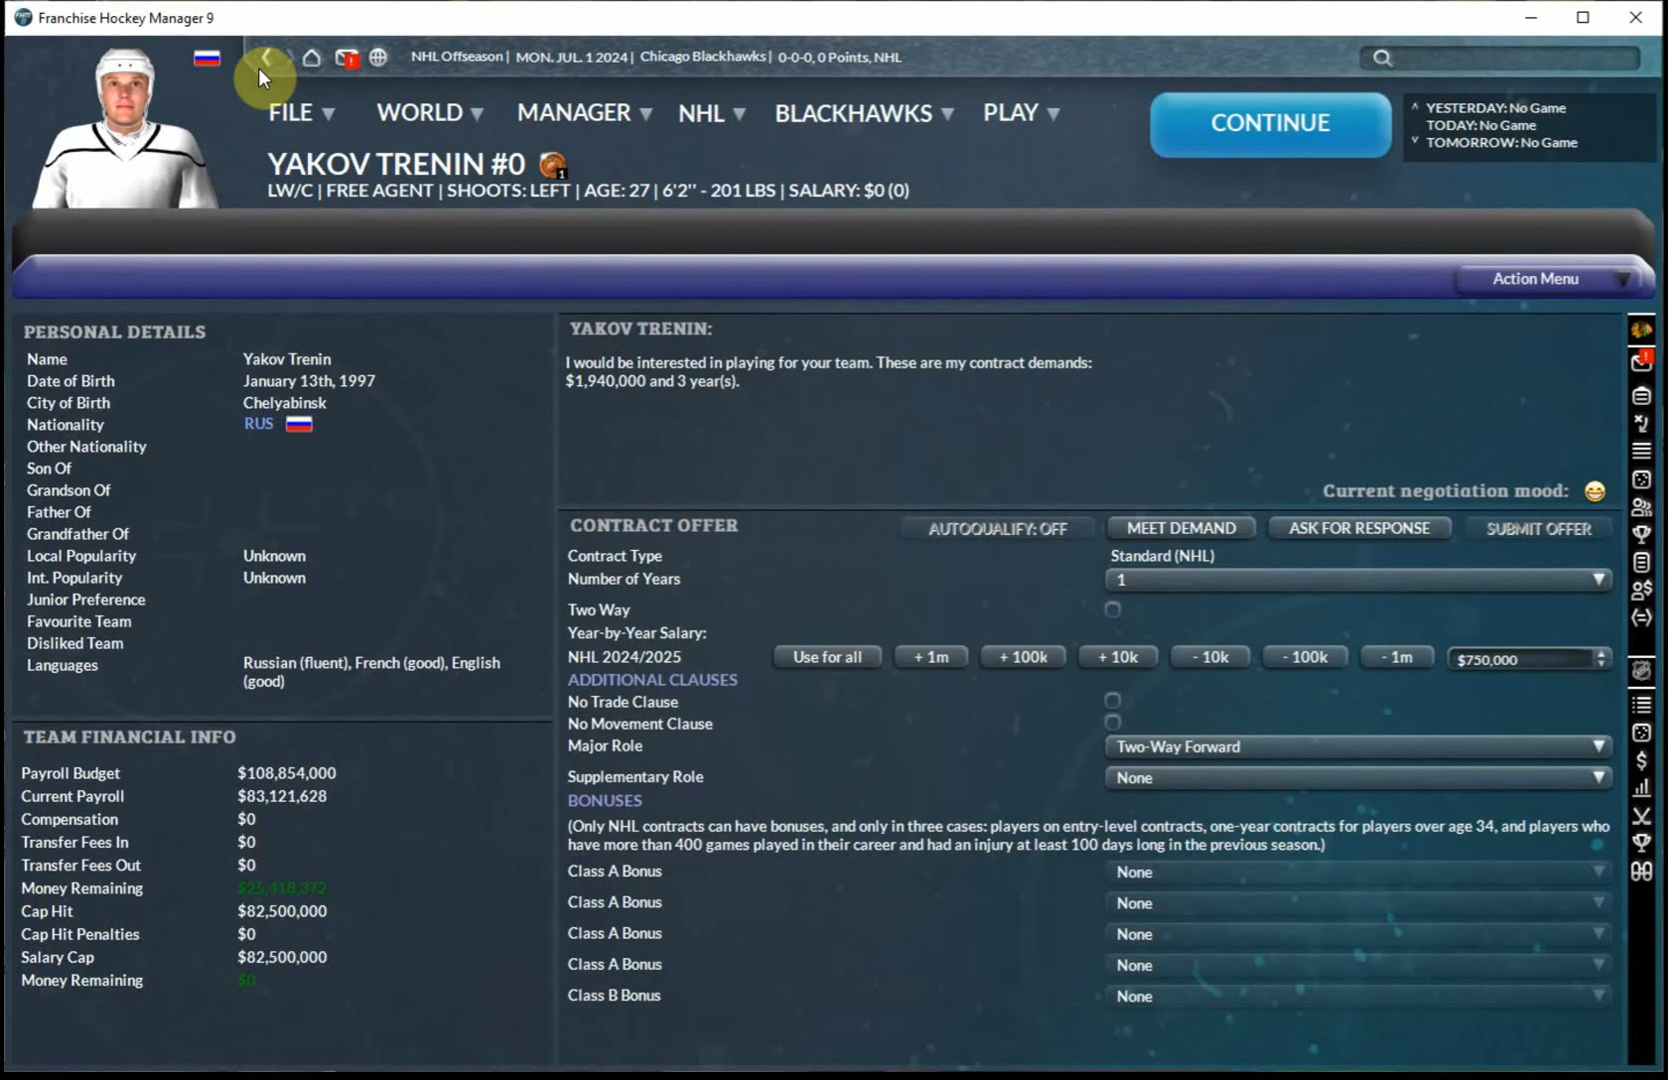 Franchise Hockey Manager 9
NHL Offseason | MON. JUL. 1 2024 | Chicago Blackhawks | 0-0-0, 0 Points, NHL
FILE WORLD MANAGER NHL BLACKHAWKS PLAY
CONTINUE
YESTERDAY: No Game
TODAY: No Game
TOMORROW: No Game
YAKOV TRENIN #0
1
LW/C | FREE AGENT | SHOOTS: LEFT | AGE: 27 | 6'2'' - 201 LBS | SALARY: $0 (0)
Action Menu
PERSONAL DETAILS
Name Yakov Trenin
Date of Birth January 13th, 1997
City of Birth Chelyabinsk
Nationality RUS
Other Nationality
Son Of
Grandson Of
Father Of
Grandfather Of
Local Popularity Unknown
Int. Popularity Unknown
Junior Preference
Favourite Team
Disliked Team
Languages Russian (fluent), French (good), English
(good)
TEAM FINANCIAL INFO
Payroll Budget $108,854,000
Current Payroll $83,121,628
Compensation $0
Transfer Fees In $0
Transfer Fees Out $0
Money Remaining $25,418,372
Cap Hit $82,500,000
Cap Hit Penalties $0
Salary Cap $82,500,000
Money Remaining $0
YAKOV TRENIN:
I would be interested in playing for your team. These are my contract demands:
$1,940,000 and 3 year(s).
Current negotiation mood:
CONTRACT OFFER AUTOQUALIFY: OFF MEET DEMAND ASK FOR RESPONSE SUBMIT OFFER
Contract Type Standard (NHL)
Number of Years 1
Two Way
Year-by-Year Salary:
NHL 2024/2025 Use for all + 1m + 100k + 10k - 10k - 100k - 1m $750,000
ADDITIONAL CLAUSES
No Trade Clause
No Movement Clause
Major Role Two-Way Forward
Supplementary Role None
BONUSES
(Only NHL contracts can have bonuses, and only in three cases: players on entry-level contracts, one-year contracts for players over age 34, and players who
have more than 400 games played in their career and had an injury at least 100 days long in the previous season.)
Class A Bonus None
Class A Bonus None
Class A Bonus None
Class A Bonus None
Class B Bonus None